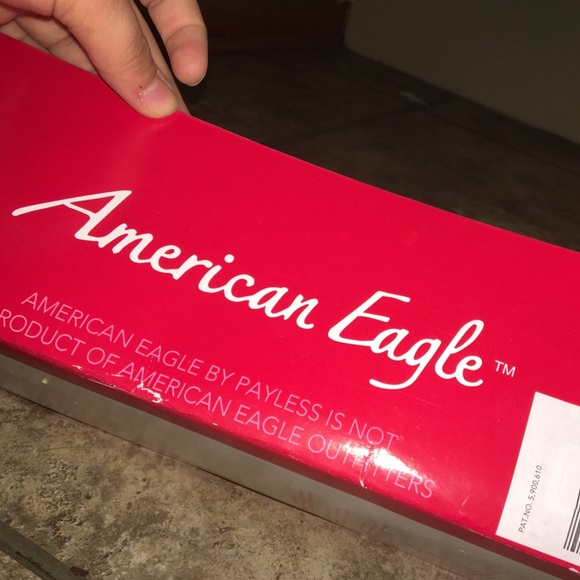 American Eagle™
AMERICAN EAGLE BY PAYLESS IS NOT
PRODUCT OF AMERICAN EAGLE OUTFITTERS
PAT.NO. 5,900,610